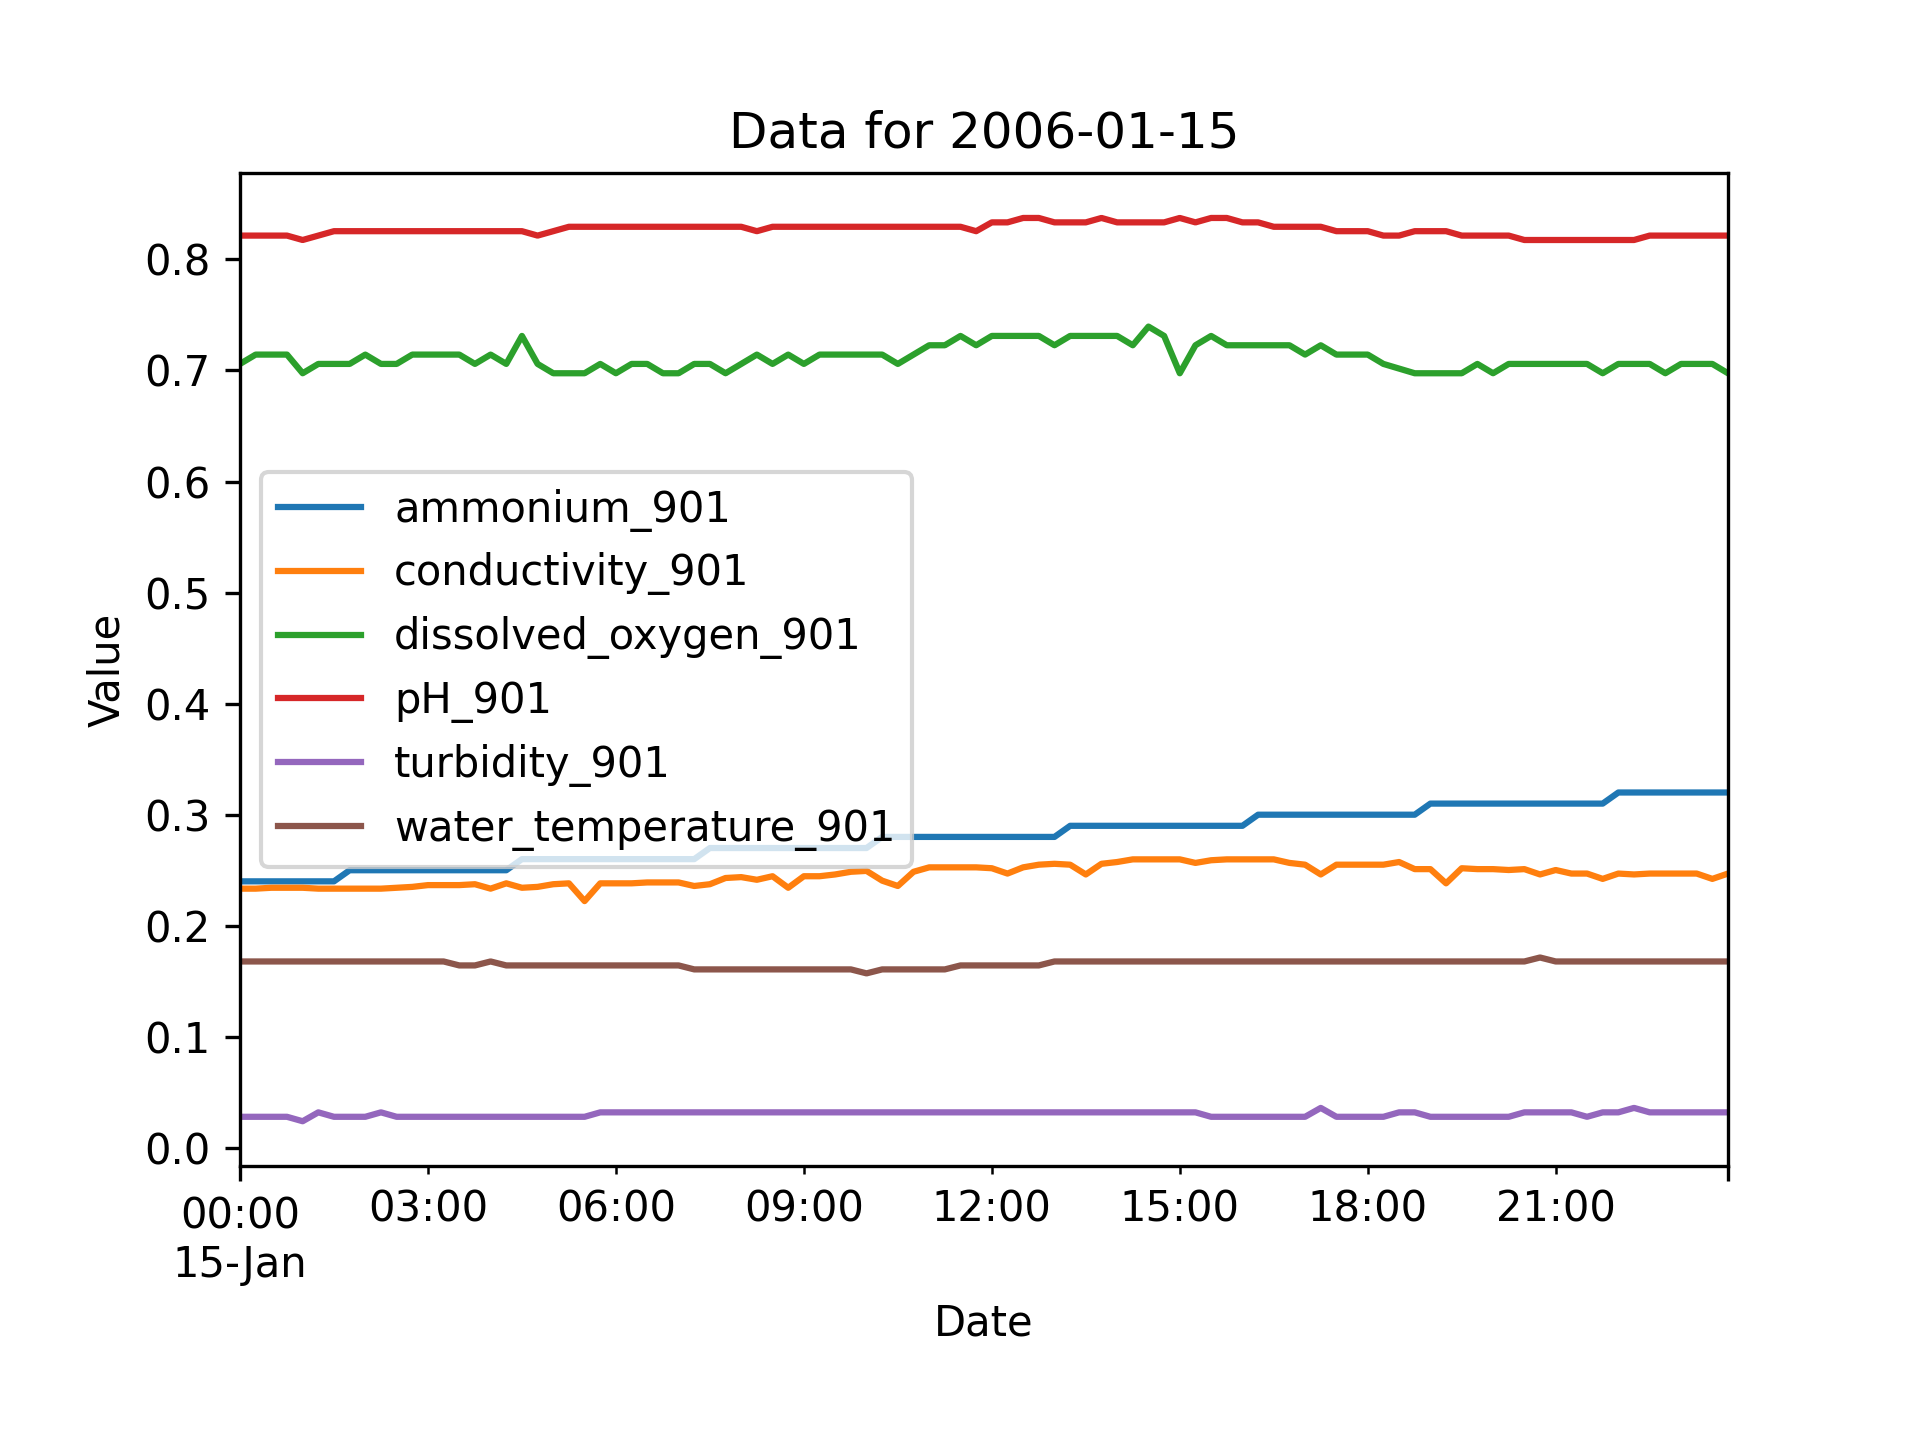 Data for 2006-01-15
Value
0.8
0.7
0.6
0.5
0.4
0.3
0.2
0.1
0.0
ammonium_901
conductivity_901
dissolved_oxygen_901
pH_901
turbidity_901
water_temperature_901
00:00 03:00 06:00 09:00 12:00 15:00 18:00 21:00
15-Jan
Date